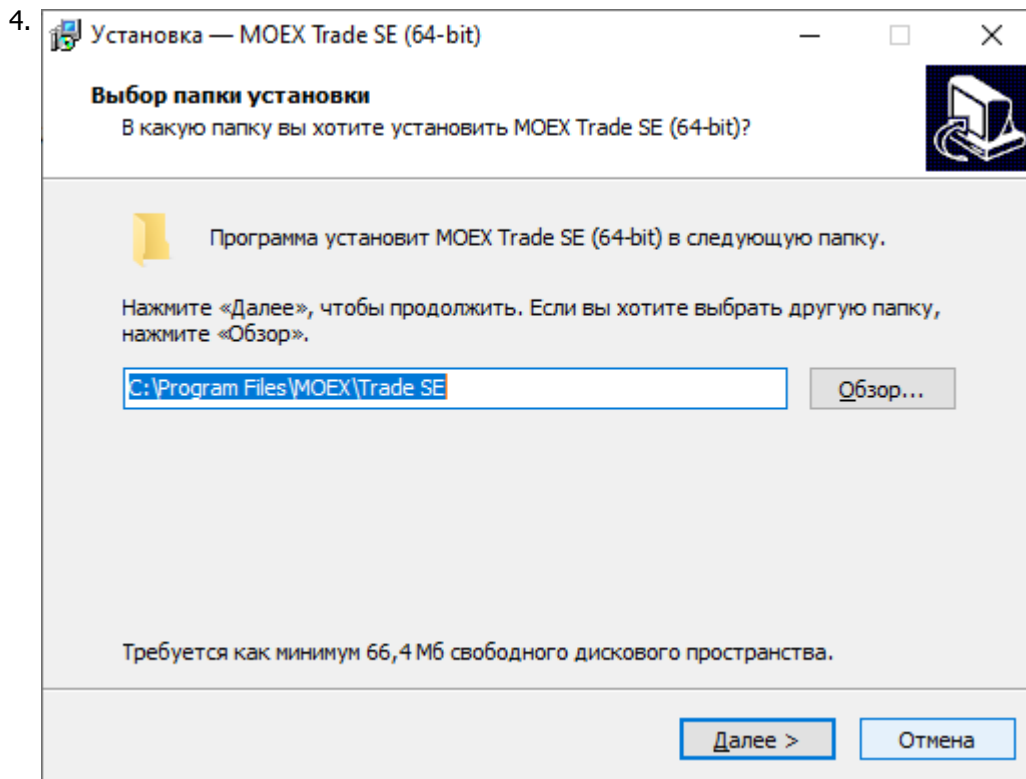 4.
Установка — MOEX Trade SE (64-bit)
Выбор папки установки
В какую папку вы хотите установить MOEX Trade SE (64-bit)?
Программа установит MOEX Trade SE (64-bit) в следующую папку.
Нажмите «Далее», чтобы продолжить. Если вы хотите выбрать другую папку,
нажмите «Обзор».
C:\Program Files\MOEX\Trade SE
Обзор...
Требуется как минимум 66,4 Мб свободного дискового пространства.
Далее >
Отмена